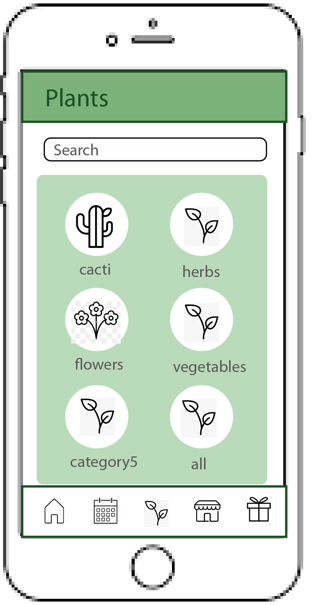 Plants
Search
cacti herbs
flowers vegetables
category5 all